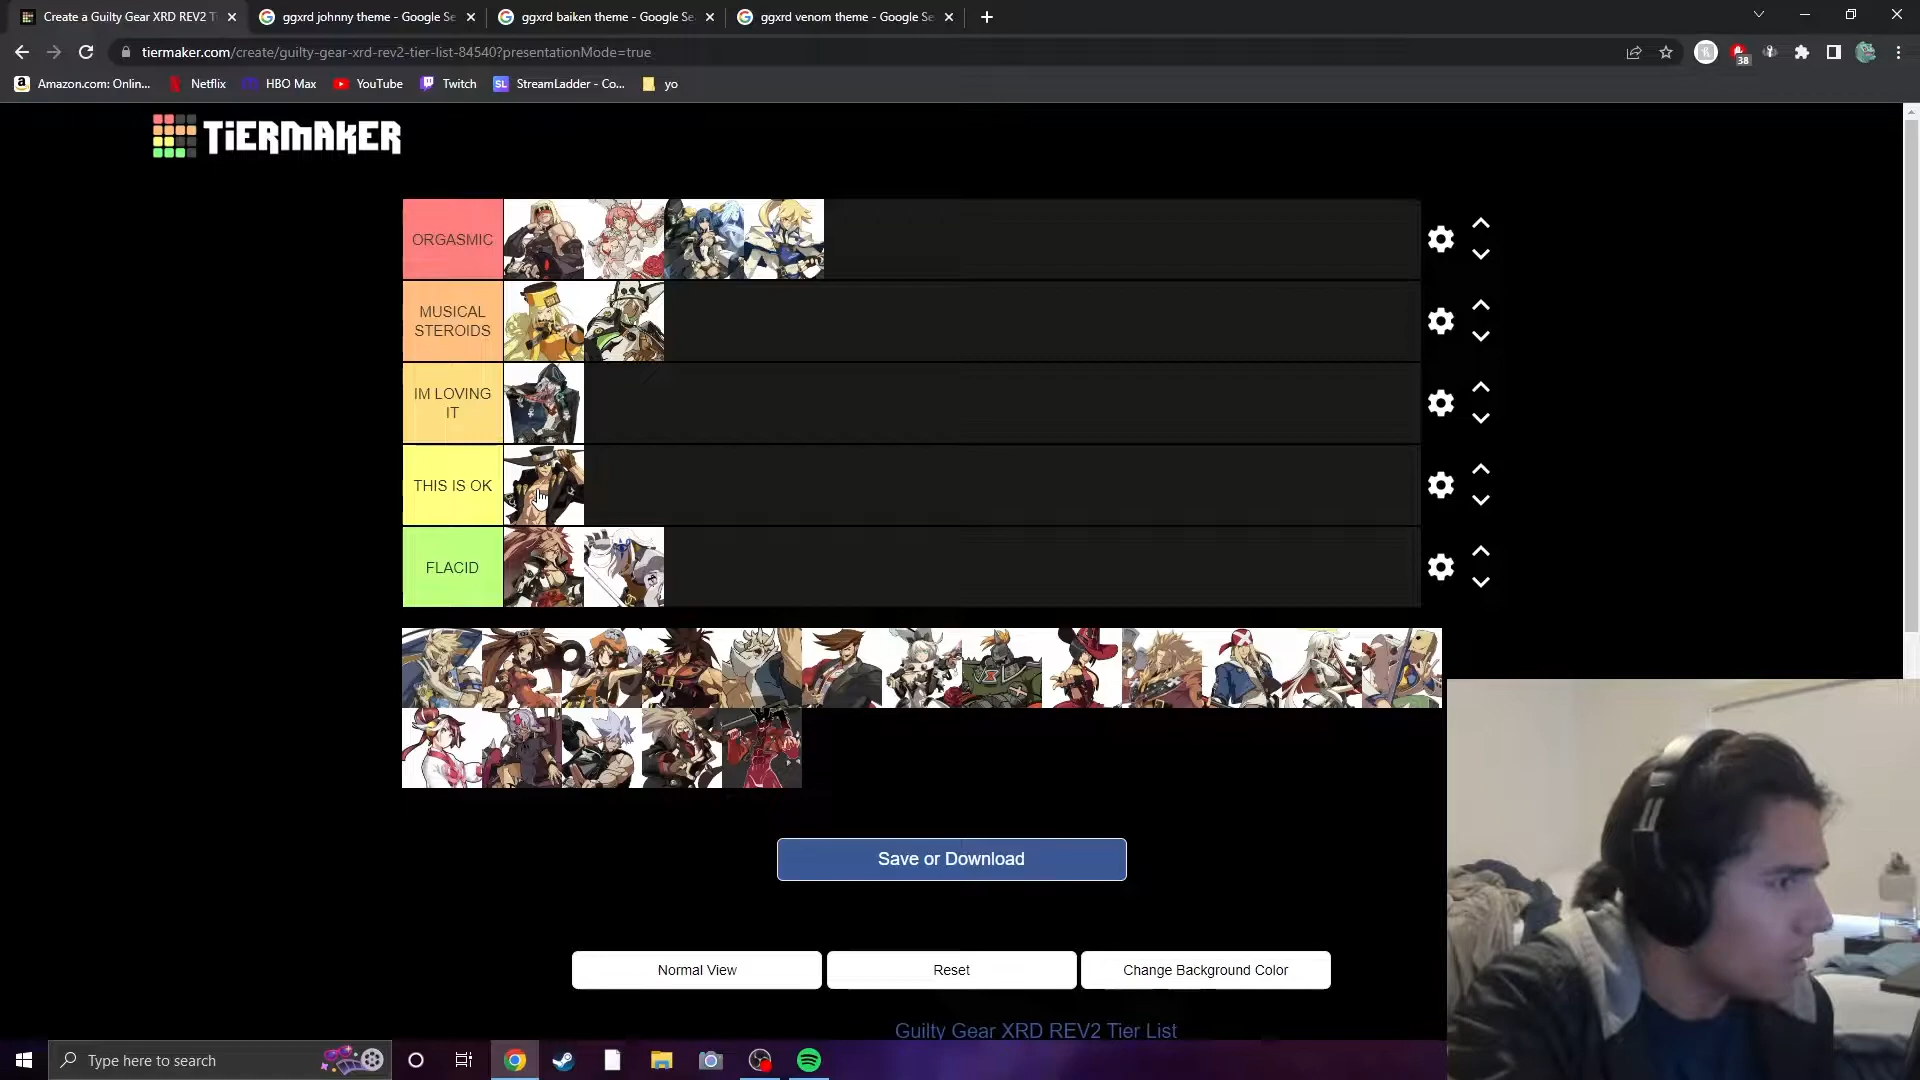 Create a Guilty Gear XRD REV2 T
ggxrd johnny theme - Google Se
ggxrd baiken theme - Google Se
ggxrd venom theme - Google Se
tiermaker.com/create/guilty-gear-xrd-rev2-tier-list-84540?presentationMode=true
38
Amazon.com: Onlin...
Netflix
HBO Max
YouTube
Twitch
SL
StreamLadder - Co...
yo
TiERMAKER
ORGASMIC
MUSICAL
STEROIDS
IM LOVING
IT
THIS IS OK
FLACID
Save or Download
Normal View
Reset
Change Background Color
Guilty Gear XRD REV2 Tier List
Type here to search